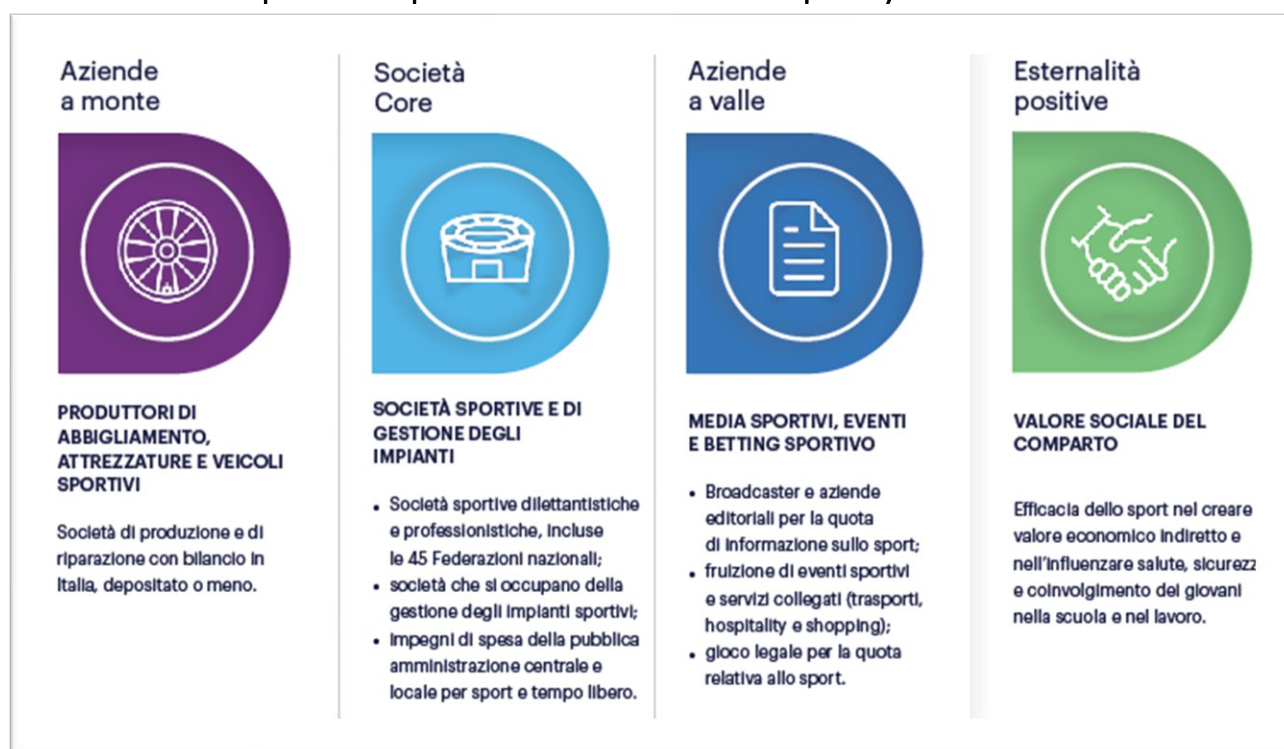 Aziende
a monte
PRODUTTORI DI
ABBIGLIAMENTO,
ATTREZZATURE E VEICOLI
SPORTIVI
Società di produzione e di
riparazione con bilancio in
Italia, depositato o meno.
Società
Core
SOCIETÀ SPORTIVE E DI
GESTIONE DEGLI
IMPIANTI
• Società sportive dilettantistiche
e professionistiche, incluse
le 45 Federazioni nazionali;
• società che si occupano della
gestione degli impianti sportivi;
• impegni di spesa della pubblica
amministrazione centrale e
locale per sport e tempo libero.
Aziende
a valle
MEDIA SPORTIVI, EVENTI
E BETTING SPORTIVO
• Broadcaster e aziende
editoriali per la quota
di informazione sullo sport;
• fruizione di eventi sportivi
e servizi collegati (trasporti,
hospitality e shopping);
• gioco legale per la quota
relativa allo sport.
Esternalità
positive
VALORE SOCIALE DEL
COMPARTO
Efficacia dello sport nel creare
valore economico indiretto e
nell'influenzare salute, sicurezz
e coinvolgimento dei giovani
nella scuola e nel lavoro.